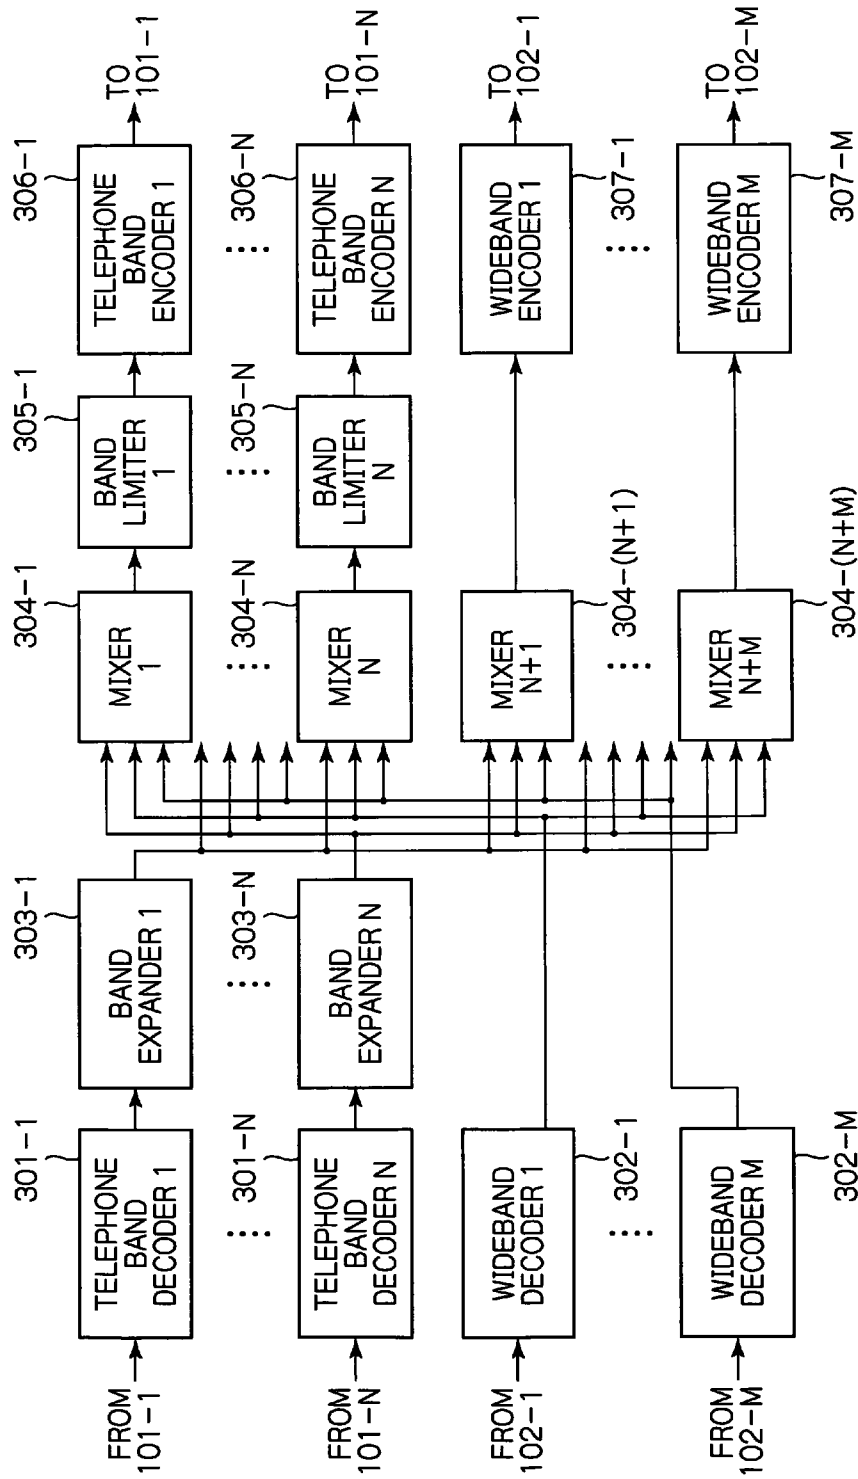 FROM
101-1
TELEPHONE
BAND
DECODER 1
301-1
BAND
EXPANDER 1
303-1
MIXER
1
304-1
BAND
LIMITER
1
305-1
TELEPHONE
BAND
ENCODER 1
306-1
TO
101-1
FROM
101-N
TELEPHONE
BAND
DECODER N
301-N
BAND
EXPANDER N
303-N
MIXER
N
304-N
BAND
LIMITER
N
305-N
TELEPHONE
BAND
ENCODER N
306-N
TO
101-N
FROM
102-1
WIDEBAND
DECODER 1
302-1
MIXER
N+1
304-(N+1)
WIDEBAND
ENCODER 1
307-1
TO
102-1
FROM
102-M
WIDEBAND
DECODER M
302-M
MIXER
N+M
304-(N+M)
WIDEBAND
ENCODER M
307-M
TO
102-M